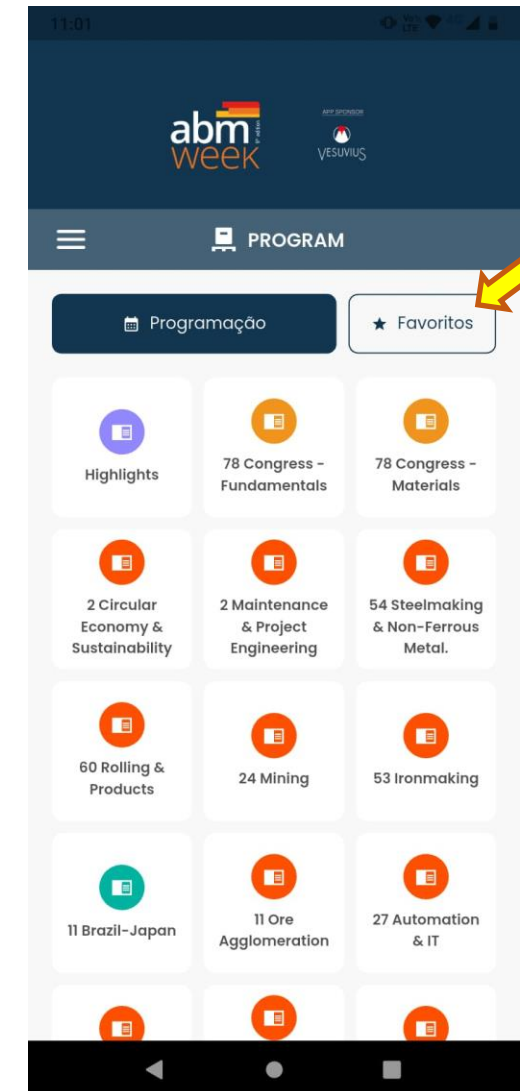 11:01
abm
week
8ª edition
APP SPONSOR
VESUVIUS
PROGRAM
Programação
Favoritos
Highlights
78 Congress -
Fundamentals
78 Congress -
Materials
2 Circular
Economy &
Sustainability
2 Maintenance
& Project
Engineering
54 Steelmaking
& Non-Ferrous
Metal.
60 Rolling &
Products
24 Mining
53 Ironmaking
11 Brazil-Japan
11 Ore
Agglomeration
27 Automation
& IT